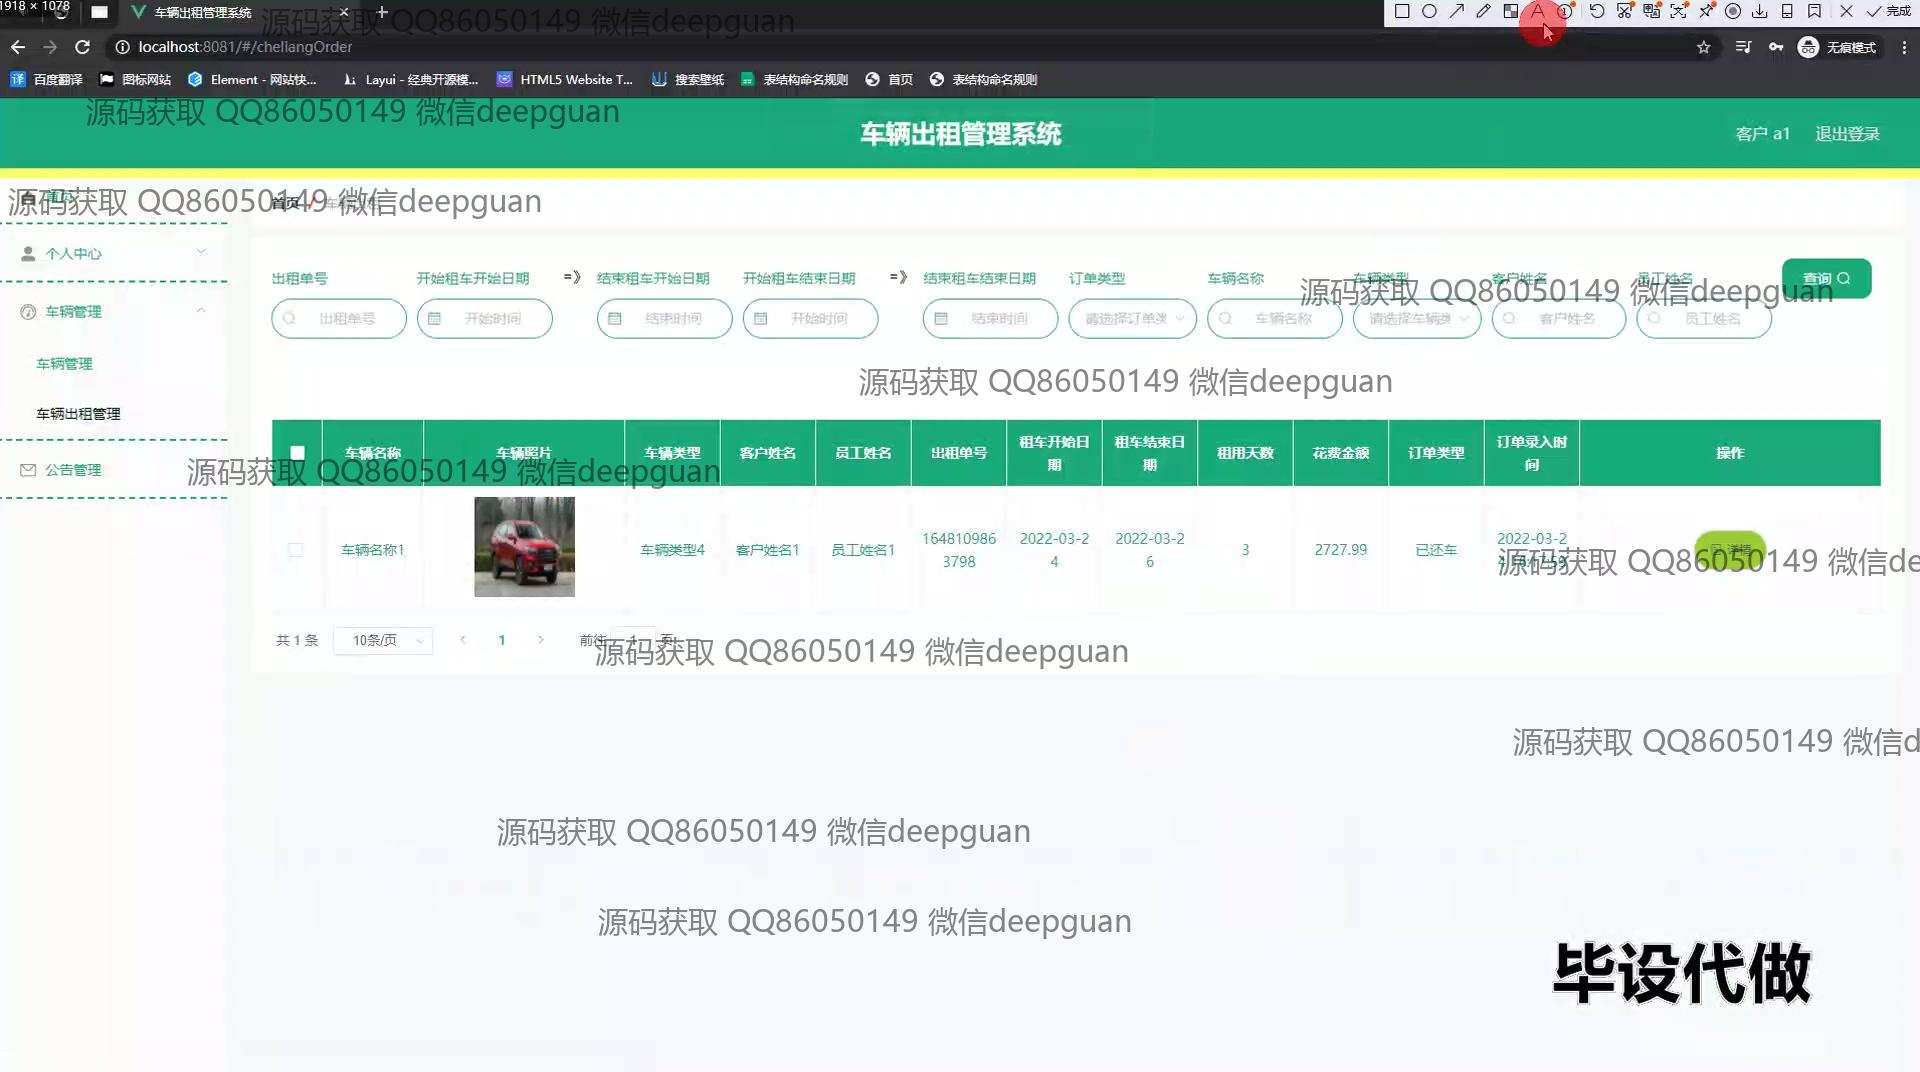 1918 × 1078
车辆出租管理系统
源码获取 QQ86050149 微信deepguan
完成
localhost:8081/#/cheliangOrder
无痕模式
百度翻译
图标网站
Element - 网站快...
Layui - 经典开源模...
HTML5 Website T...
搜索壁纸
表结构命名规则
首页
表结构命名规则
源码获取 QQ86050149 微信deepguan
车辆出租管理系统
客户 a1
退出登录
源码获取 QQ86050149 微信deepguan
首页
个人中心
车辆管理
车辆管理
车辆出租管理
公告管理
出租单号
开始租车开始日期
=》
结束租车开始日期
开始租车结束日期
=》
结束租车结束日期
订单类型
车辆名称
车辆类型
客户姓名
员工姓名
查询
源码获取 QQ86050149 微信deepguan
出租单号
开始时间
结束时间
开始时间
结束时间
请选择订单类
车辆名称
请选择车辆类
客户姓名
员工姓名
源码获取 QQ86050149 微信deepguan
车辆名称
车辆照片
车辆类型
客户姓名
员工姓名
出租单号
租车开始日期
租车结束日期
租用天数
花费金额
订单类型
订单录入时间
操作
源码获取 QQ86050149 微信deepguan
车辆名称1
车辆类型4
客户姓名1
员工姓名1
1648109863798
2022-03-24
2022-03-26
3
2727.99
已还车
2022-03-2
详情
源码获取 QQ86050149 微信de
共 1 条
10条/页
1
前往
1
页
源码获取 QQ86050149 微信deepguan
源码获取 QQ86050149 微信d
源码获取 QQ86050149 微信deepguan
源码获取 QQ86050149 微信deepguan
毕设代做